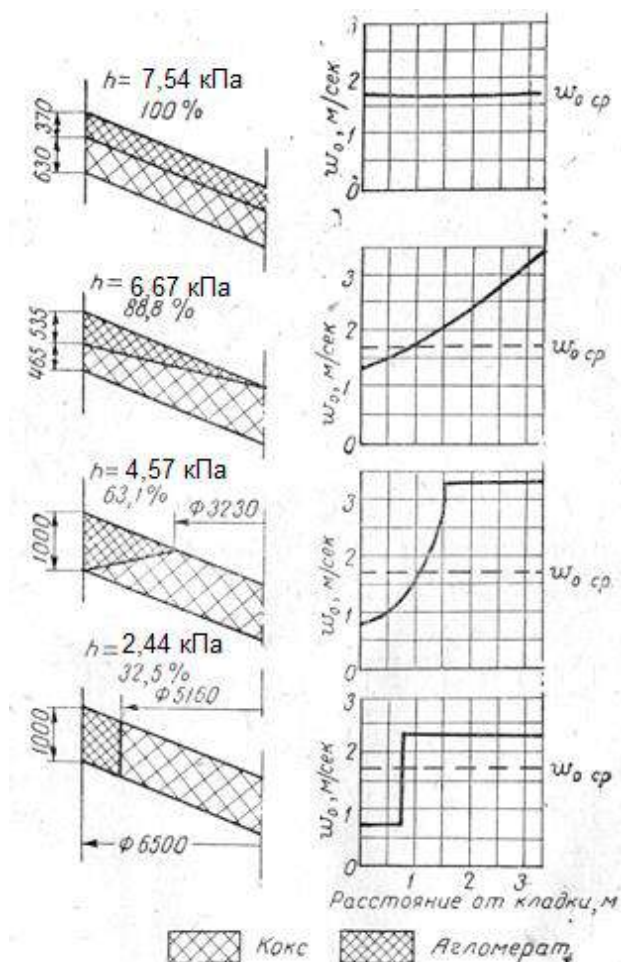 h= 7,54 кПа
100 %
370
630
w₀, м/сек
3
2
1
0
w₀ ср
h= 6,67 кПа
88,8 %
535
465
w₀, м/сек
3
2
1
0
w₀ ср
h= 4,57 кПа
63,1%
Ф3230
1000
w₀, м/сек
3
2
1
0
w₀ ср
h= 2,44 кПа
32,5%
Ф5160
1000
Ф6500
w₀, м/сек
3
2
1
0
w₀ ср
1 2 3
Расстояние от кладки, м
Кокс Агломерат